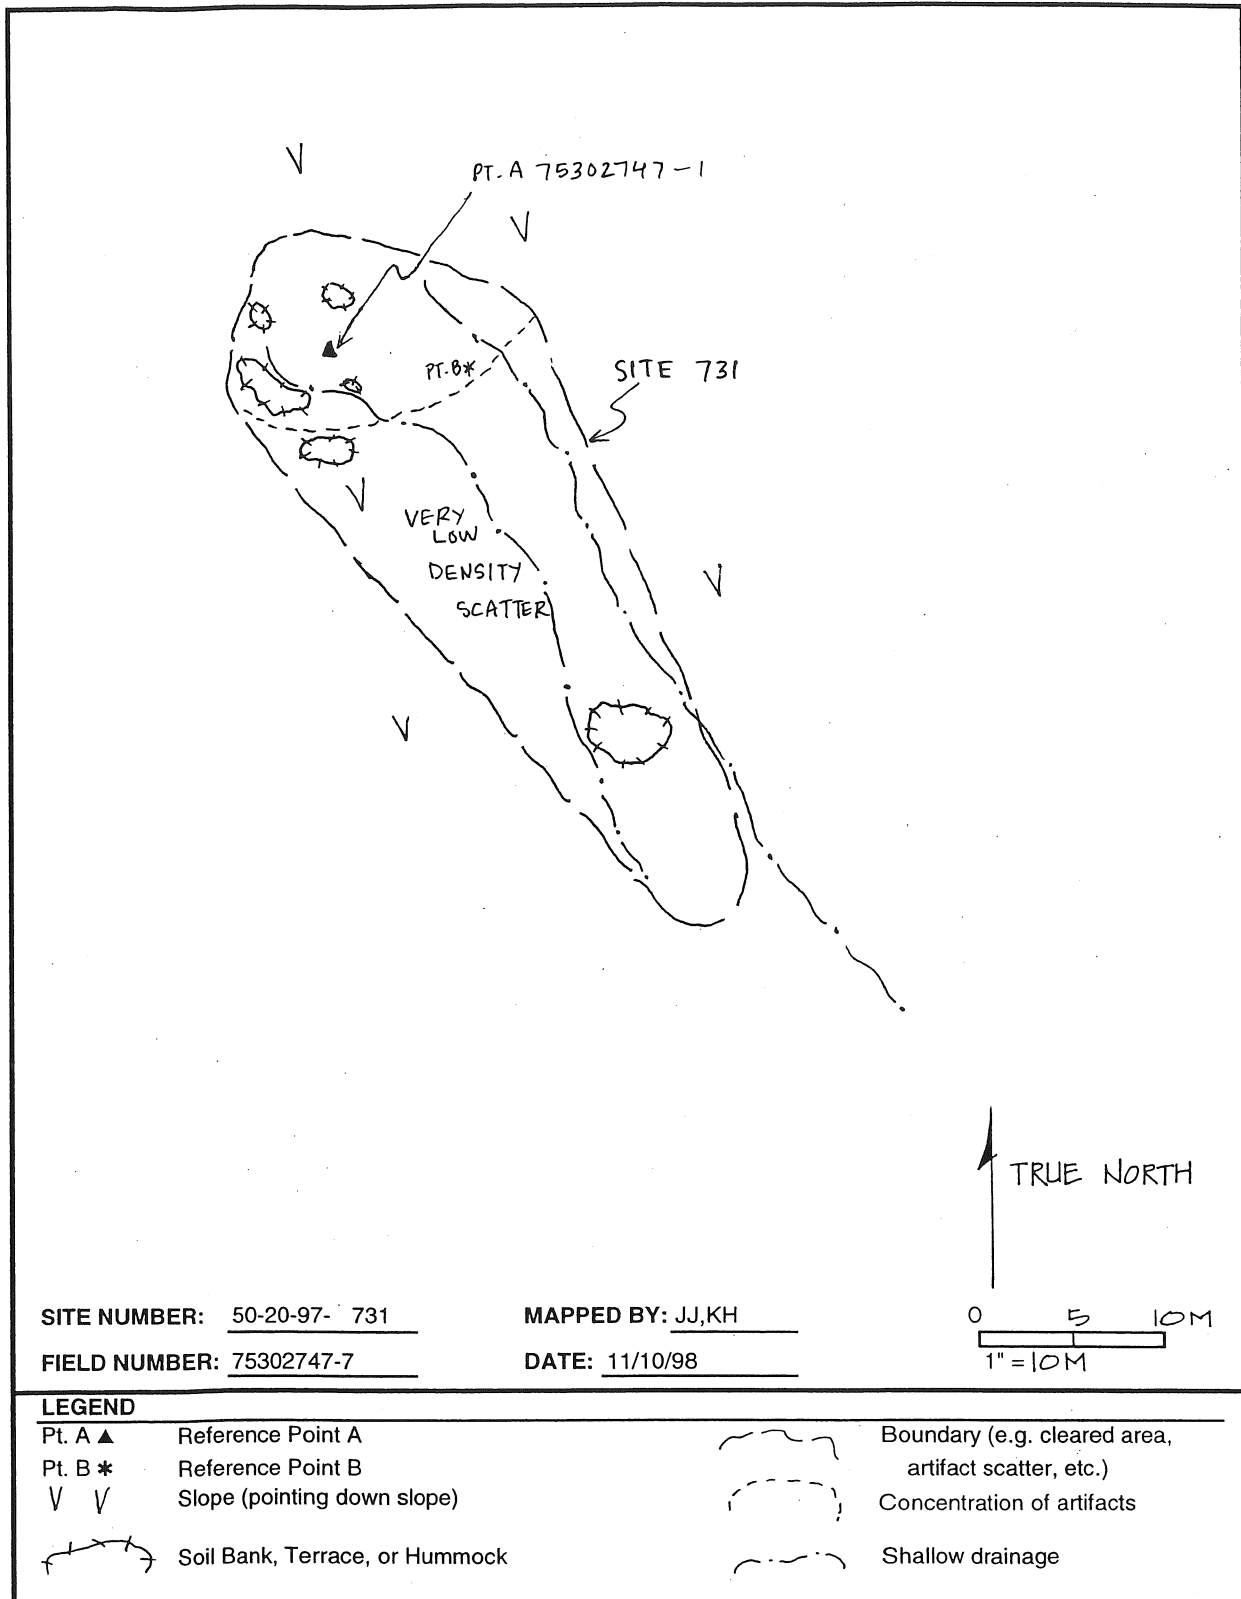 V
PT. A 75302747-1
V
PT. B*
SITE 731
V
VERY
LOW
DENSITY
SCATTER
V
V
TRUE NORTH
0 5 10M
1" = 10M
SITE NUMBER: 50-20-97- 731
MAPPED BY: JJ,KH
FIELD NUMBER: 75302747-7
DATE: 11/10/98
LEGEND
Pt. A ▲ Reference Point A
Pt. B ✱ Reference Point B
V V Slope (pointing down slope)
Soil Bank, Terrace, or Hummock
Boundary (e.g. cleared area,
artifact scatter, etc.)
Concentration of artifacts
Shallow drainage